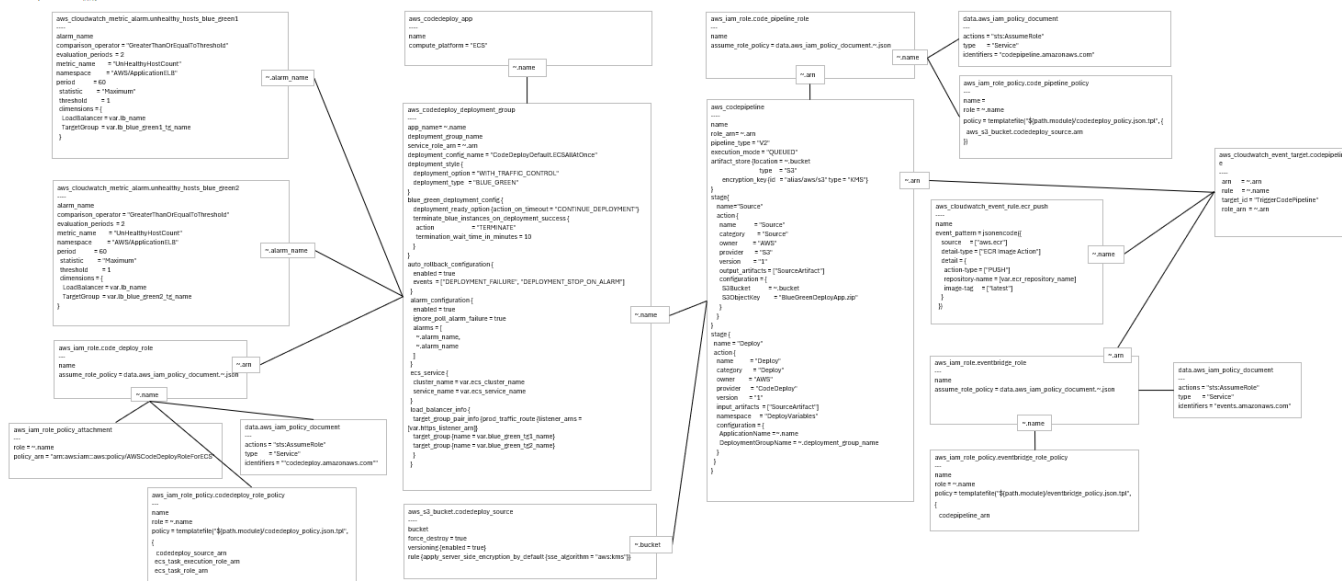 aws_cloudwatch_metric_alarm.unhealthy_hosts_blue_green1
----
alarm_name
comparison_operator = "GreaterThanOrEqualToThreshold"
evaluation_periods = 2
metric_name = "UnHealthyHostCount"
namespace = "AWS/ApplicationELB"
period = 60
statistic = "Maximum"
threshold = 1
dimensions = {
LoadBalancer = var.lb_name
TargetGroup = var.lb_blue_green1_tg_name
}
~.alarm_name
aws_cloudwatch_metric_alarm.unhealthy_hosts_blue_green2
----
alarm_name
comparison_operator = "GreaterThanOrEqualToThreshold"
evaluation_periods = 2
metric_name = "UnHealthyHostCount"
namespace = "AWS/ApplicationELB"
period = 60
statistic = "Maximum"
threshold = 1
dimensions = {
LoadBalancer = var.lb_name
TargetGroup = var.lb_blue_green2_tg_name
}
~.alarm_name
aws_iam_role.code_deploy_role
---
name
assume_role_policy = data.aws_iam_policy_document.~.json
~.arn
~.name
aws_iam_role_policy_attachment
---
role = ~.name
policy_arn = "arn:aws:iam::aws:policy/AWSCodeDeployRoleForECS"
data.aws_iam_policy_document
----
actions = "sts:AssumeRole"
type = "Service"
identifiers = ""codedeploy.amazonaws.com""
aws_iam_role_policy.codedeploy_role_policy
---
name
role = ~.name
policy = templatefile("${path.module}/codedeploy_policy.json.tpl",
{
codedeploy_source_arn
ecs_task_execution_role_arn
ecs_task_role_arn
aws_codedeploy_app
----
name
compute_platform = "ECS"
~.name
aws_codedeploy_deployment_group
----
app_name= ~.name
deployment_group_name
service_role_arn = ~.arn
deployment_config_name = "CodeDeployDefault.ECSAllAtOnce"
deployment_style {
deployment_option = "WITH_TRAFFIC_CONTROL"
deployment_type = "BLUE_GREEN"
}
blue_green_deployment_config {
deployment_ready_option {action_on_timeout = "CONTINUE_DEPLOYMENT"}
terminate_blue_instances_on_deployment_success {
action = "TERMINATE"
termination_wait_time_in_minutes = 10
}
}
auto_rollback_configuration {
enabled = true
events = ["DEPLOYMENT_FAILURE", "DEPLOYMENT_STOP_ON_ALARM"]
}
alarm_configuration {
enabled = true
ignore_poll_alarm_failure = true
alarms = [
~.alarm_name,
~.alarm_name
]
}
ecs_service {
cluster_name = var.ecs_cluster_name
service_name = var.ecs_service_name
}
load_balancer_info {
target_group_pair_info {prod_traffic_route {listener_arns =
[var.https_listener_arn]}
target_group {name = var.blue_green_tg1_name}
target_group {name = var.blue_green_tg2_name}
}
}
~.name
aws_s3_bucket.codedeploy_source
----
bucket
force_destroy = true
versioning {enabled = true}
rule {apply_server_side_encryption_by_default {sse_algorithm = "aws:kms"}}
~.bucket
aws_iam_role.code_pipeline_role
---
name
assume_role_policy = data.aws_iam_policy_document.~.json
~.name
~.arn
aws_codepipeline
----
name
role_arn= ~.arn
pipeline_type = "V2"
execution_mode = "QUEUED"
artifact_store {location = ~.bucket
type = "S3"
encryption_key {id = "alias/aws/s3" type = "KMS"}
}
stage{
name="Source"
action {
name = "Source"
category = "Source"
owner = "AWS"
provider = "S3"
version = "1"
output_artifacts = ["SourceArtifact"]
configuration = {
S3Bucket = ~.bucket
S3ObjectKey = "BlueGreenDeployApp.zip"
}
}
}
stage {
name = "Deploy"
action {
name = "Deploy"
category = "Deploy"
owner = "AWS"
provider = "CodeDeploy"
version = "1"
input_artifacts = ["SourceArtifact"]
namespace = "DeployVariables"
configuration = {
ApplicationName =~.name
DeploymentGroupName = ~.deployment_group_name
}
}
}
~.arn
data.aws_iam_policy_document
----
actions = "sts:AssumeRole"
type = "Service"
identifiers = "codepipeline.amazonaws.com"
aws_iam_role_policy.code_pipeline_policy
---
name =
role = ~.name
policy = templatefile("${path.module}/codedeploy_policy.json.tpl", {
aws_s3_bucket.codedeploy_source.arn
})
aws_cloudwatch_event_rule.ecr_push
----
name
event_pattern = jsonencode({
source = ["aws.ecr"]
detail-type = ["ECR Image Action"]
detail = {
action-type = ["PUSH"]
repository-name = [var.ecr_repository_name]
image-tag = ["latest"]
}
})
~.name
aws_cloudwatch_event_target.codepipelin
e
----
arn = ~.arn
rule = ~.name
target_id = "TriggerCodePipeline"
role_arn = ~.arn
~.arn
aws_iam_role.eventbridge_role
---
name
assume_role_policy = data.aws_iam_policy_document.~.json
~.name
data.aws_iam_policy_document
----
actions = "sts:AssumeRole"
type = "Service"
identifiers = "events.amazonaws.com"
aws_iam_role_policy.eventbridge_role_policy
---
name
role = ~.name
policy = templatefile("${path.module}/eventbridge_policy.json.tpl",
{
codepipeline_arn